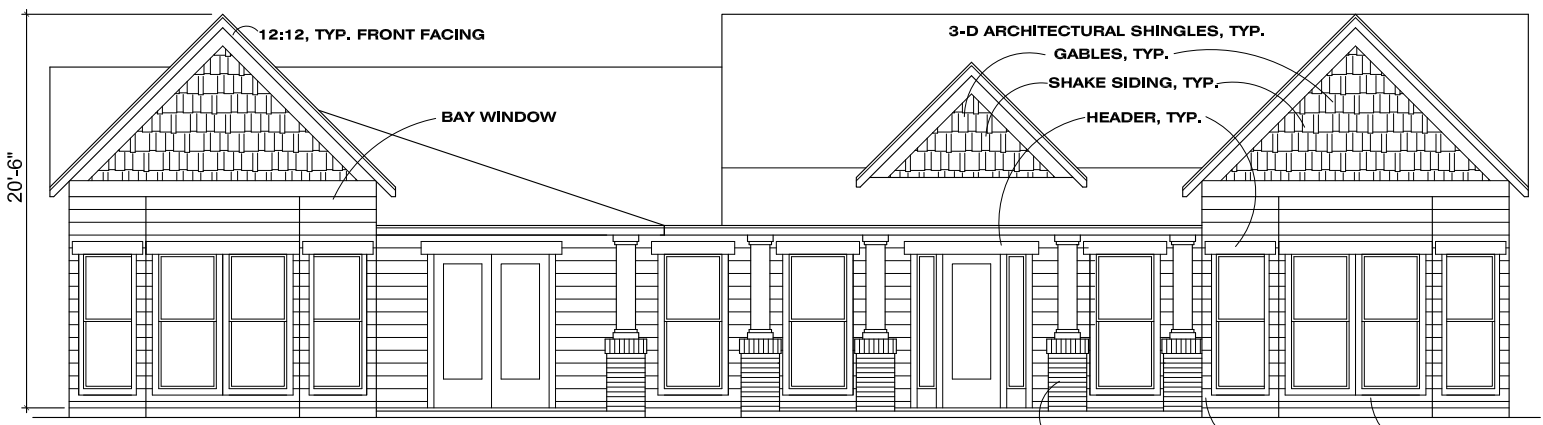 12:12, TYP. FRONT FACING
3-D ARCHITECTURAL SHINGLES, TYP.
GABLES, TYP.
SHAKE SIDING, TYP.
BAY WINDOW
HEADER, TYP.
20'-6"